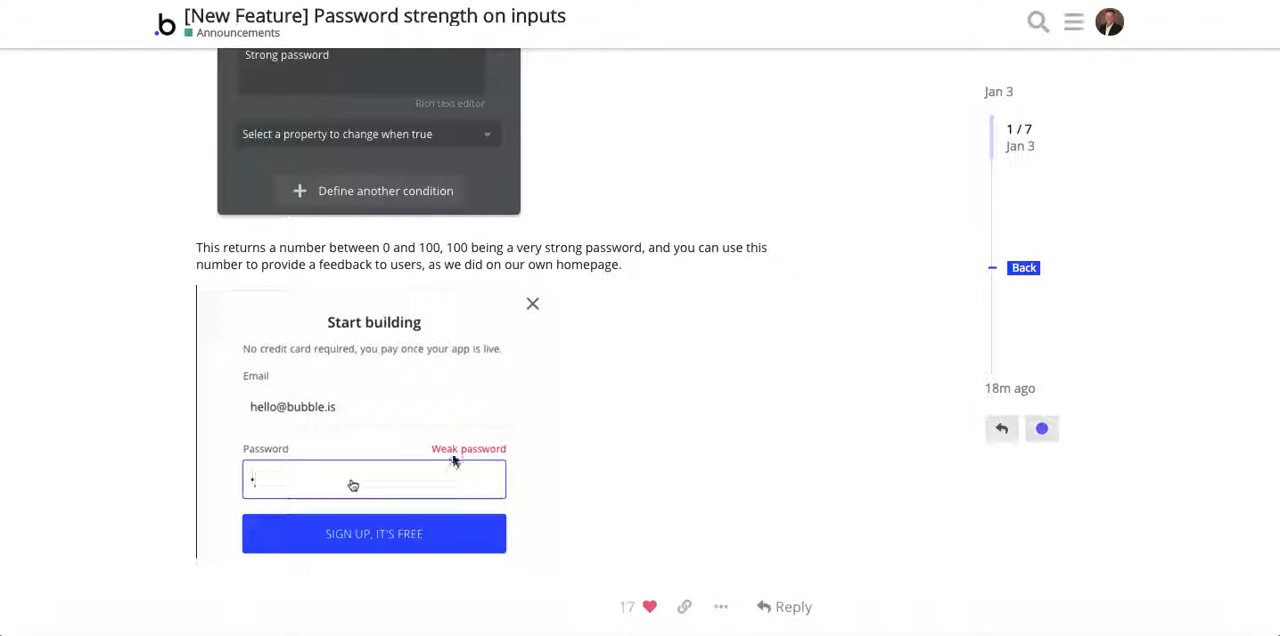 .b
[New Feature] Password strength on inputs
Announcements
Strong password
Rich text editor
Select a property to change when true
Define another condition
This returns a number between 0 and 100, 100 being a very strong password, and you can use this
number to provide a feedback to users, as we did on our own homepage.
Start building
No credit card required, you pay once your app is live.
Email
hello@bubble.is
Password
Weak password
SIGN UP, IT'S FREE
17
Reply
Jan 3
1 / 7
Jan 3
Back
18m ago